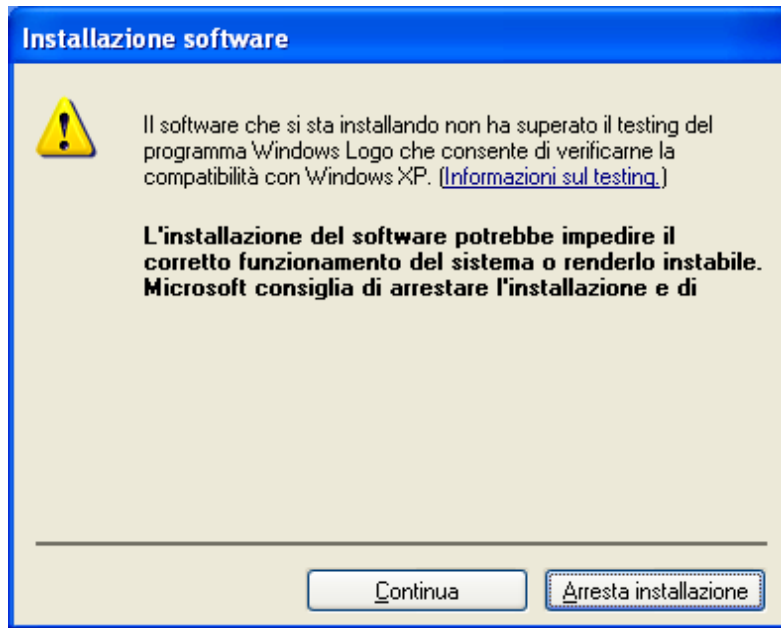 Installazione software
Il software che si sta installando non ha superato il testing del
programma Windows Logo che consente di verificarne la
compatibilità con Windows XP. (Informazioni sul testing.)
L'installazione del software potrebbe impedire il
corretto funzionamento del sistema o renderlo instabile.
Microsoft consiglia di arrestare l'installazione e di
Continua
Arresta installazione